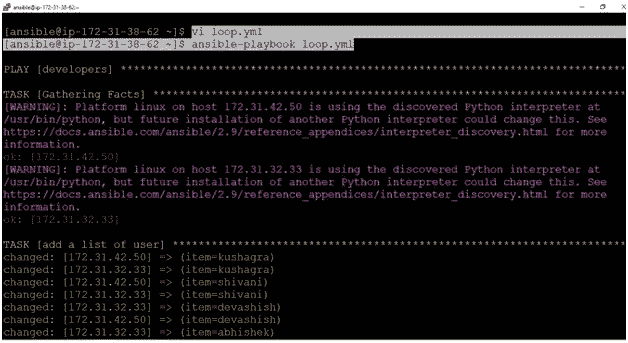 ansible@ip-172-31-38-62:~
[ansible@ip-172-31-38-62 ~]$ vi loop.yml
[ansible@ip-172-31-38-62 ~]$ ansible-playbook loop.yml
PLAY [developers] ******************************************************************************
TASK [Gathering Facts] *************************************************************************
[WARNING]: Platform linux on host 172.31.42.50 is using the discovered Python interpreter at
/usr/bin/python, but future installation of another Python interpreter could change this. See
https://docs.ansible.com/ansible/2.9/reference_appendices/interpreter_discovery.html for more
information.
ok: [172.31.42.50]
[WARNING]: Platform linux on host 172.31.32.33 is using the discovered Python interpreter at
/usr/bin/python, but future installation of another Python interpreter could change this. See
https://docs.ansible.com/ansible/2.9/reference_appendices/interpreter_discovery.html for more
information.
ok: [172.31.32.33]
TASK [add a list of user] **********************************************************************
changed: [172.31.42.50] => (item=kushagra)
changed: [172.31.32.33] => (item=kushagra)
changed: [172.31.42.50] => (item=shivani)
changed: [172.31.32.33] => (item=shivani)
changed: [172.31.42.50] => (item=devashish)
changed: [172.31.42.50] => (item=devashish)
changed: [172.31.32.33] => (item=abhishek)